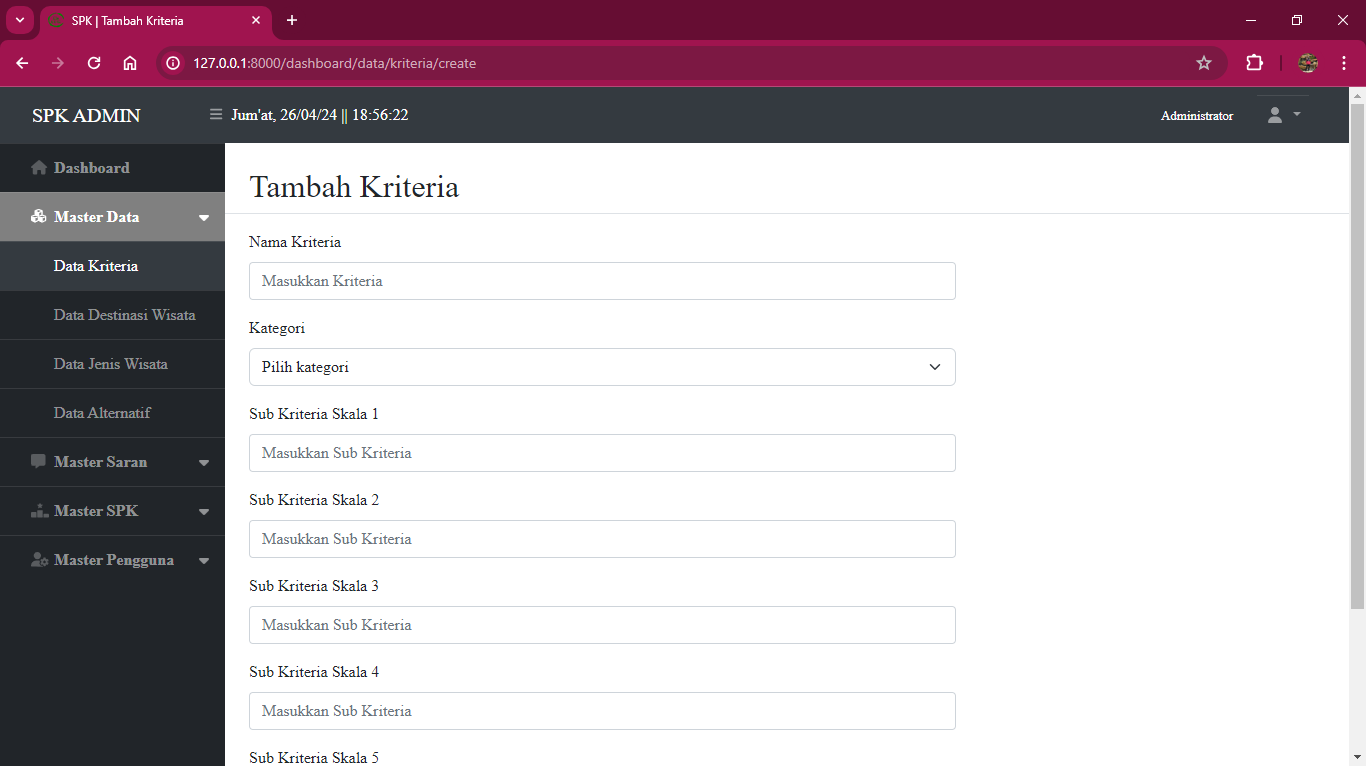 SPK | Tambah Kriteria
127.0.0.1:8000/dashboard/data/kriteria/create
SPK ADMIN
Jum'at, 26/04/24 || 18:56:22
Administrator
Dashboard
Master Data
Data Kriteria
Data Destinasi Wisata
Data Jenis Wisata
Data Alternatif
Master Saran
Master SPK
Master Pengguna
Tambah Kriteria
Nama Kriteria
Masukkan Kriteria
Kategori
Pilih kategori
Sub Kriteria Skala 1
Masukkan Sub Kriteria
Sub Kriteria Skala 2
Masukkan Sub Kriteria
Sub Kriteria Skala 3
Masukkan Sub Kriteria
Sub Kriteria Skala 4
Masukkan Sub Kriteria
Sub Kriteria Skala 5